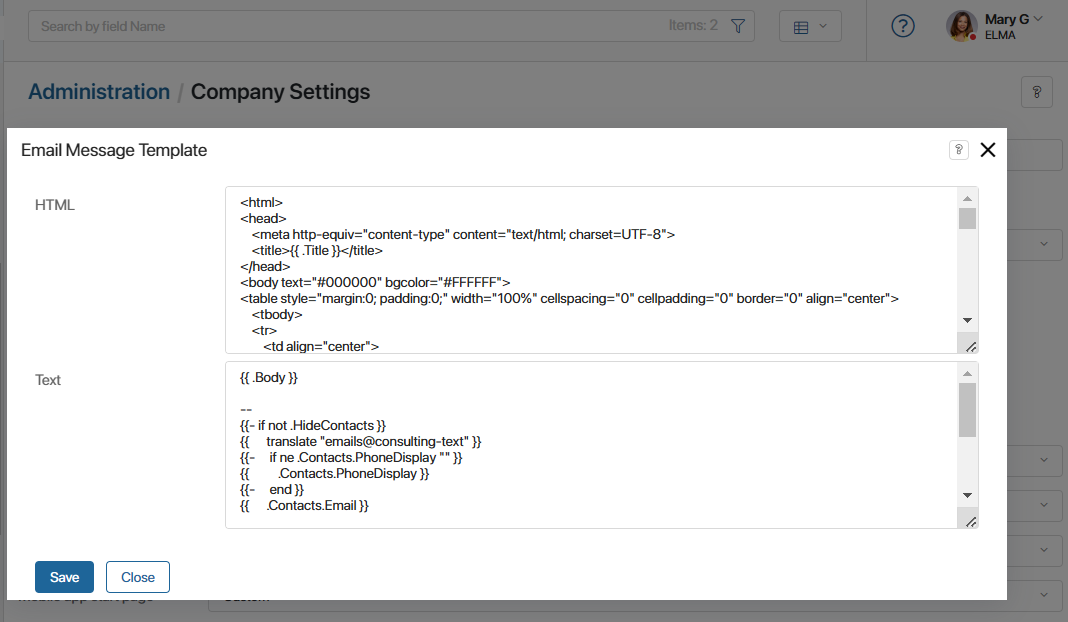 Search by field Name
Items: 2
?
Mary G
ELMA
Administration / Company Settings
?
Email Message Template
?
HTML
<html>
<head>
<meta http-equiv="content-type" content="text/html; charset=UTF-8">
<title>{{ .Title }}</title>
</head>
<body text="#000000" bgcolor="#FFFFFF">
<table style="margin:0; padding:0;" width="100%" cellspacing="0" cellpadding="0" border="0" align="center">
<tbody>
<tr>
<td align="center">
Text
{{ .Body }}
--
{{- if not .HideContacts }}
{{ translate "emails@consulting-text" }}
{{- if ne .Contacts.PhoneDisplay "" }}
{{ .Contacts.PhoneDisplay }}
{{- end }}
{{ .Contacts.Email }}
Save
Close